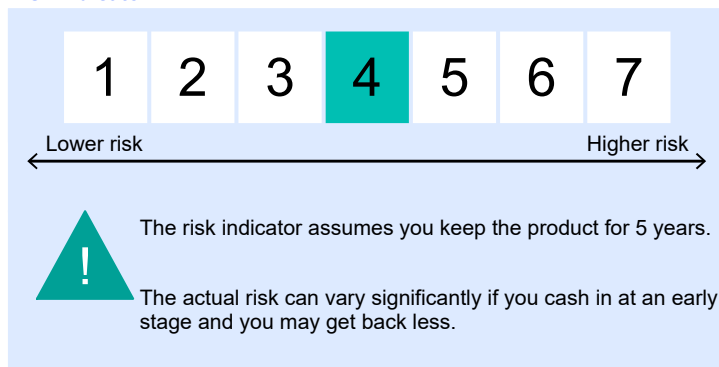 1 2 3 4 5 6 7
Lower risk Higher risk
!
The risk indicator assumes you keep the product for 5 years.
The actual risk can vary significantly if you cash in at an early
stage and you may get back less.